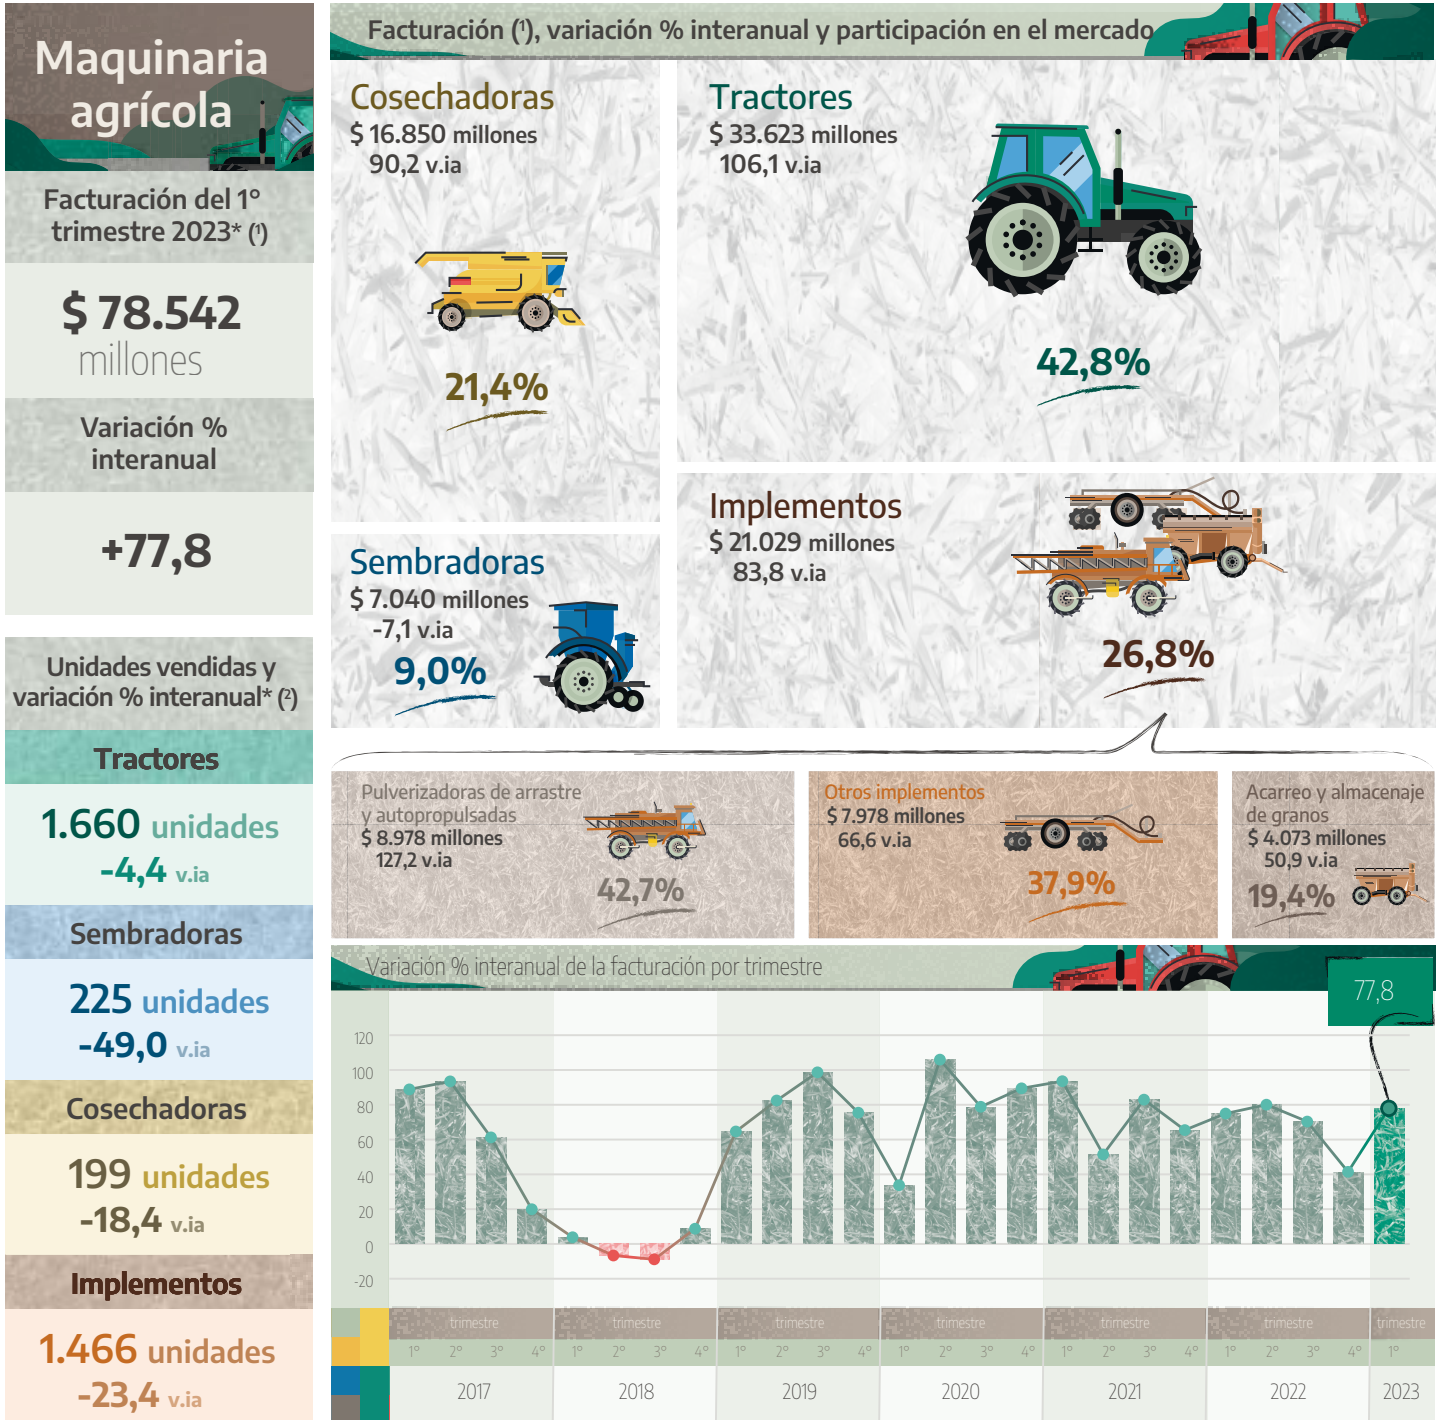 Maquinaria
agrícola
Facturación del 1°
trimestre 2023* (¹)
$ 78.542
millones
Variación %
interanual
+77,8
Unidades vendidas y
variación % interanual* (²)
Tractores
1.660 unidades
-4,4 v.ia
Sembradoras
225 unidades
-49,0 v.ia
Cosechadoras
199 unidades
-18,4 v.ia
Implementos
1.466 unidades
-23,4 v.ia
Facturación (¹), variación % interanual y participación en el mercado
Cosechadoras
$ 16.850 millones
90,2 v.ia
21,4%
Tractores
$ 33.623 millones
106,1 v.ia
42,8%
Sembradoras
$ 7.040 millones
-7,1 v.ia
9,0%
Implementos
$ 21.029 millones
83,8 v.ia
26,8%
Pulverizadoras de arrastre
y autopropulsadas
$ 8.978 millones
127,2 v.ia
42,7%
Otros implementos
$ 7.978 millones
66,6 v.ia
37,9%
Acarreo y almacenaje
de granos
$ 4.073 millones
50,9 v.ia
19,4%
Variación % interanual de la facturación por trimestre
77,8
120
100
80
60
40
20
0
-20
trimestre trimestre trimestre trimestre trimestre trimestre trimestre
1° 2° 3° 4° 1° 2° 3° 4° 1° 2° 3° 4° 1° 2° 3° 4° 1° 2° 3° 4° 1° 2° 3° 4° 1°
2017 2018 2019 2020 2021 2022 2023